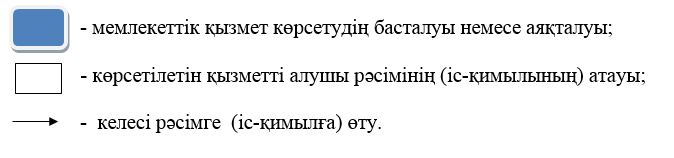 - мемлекеттік қызмет көрсетудің басталуы немесе аяқталуы;
- көрсетілетін қызметті алушы рәсімінің (іс-қимылының) атауы;
- келесі рәсімге (іс-қимылға) өту.